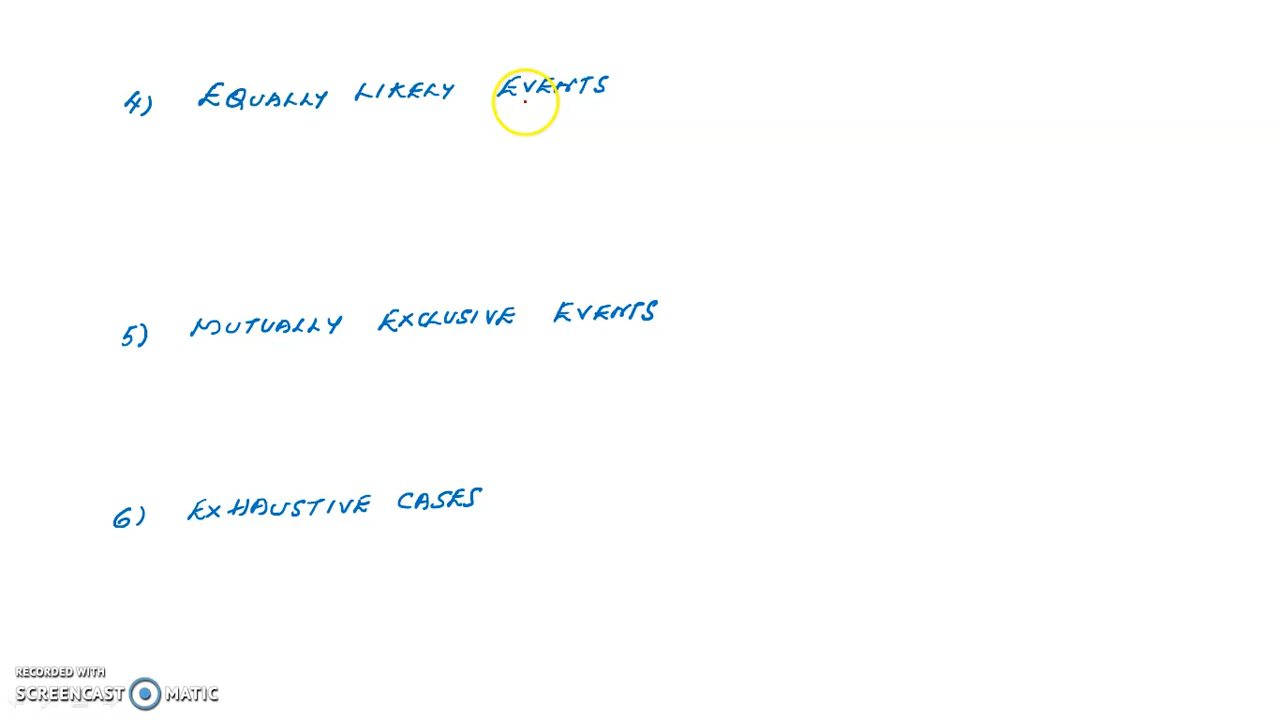 4) EQUALLY LIKELY EVENTS
5) MUTUALLY EXCLUSIVE EVENTS
6) EXHAUSTIVE CASES
RECORDED WITH
SCREENCAST MATIC